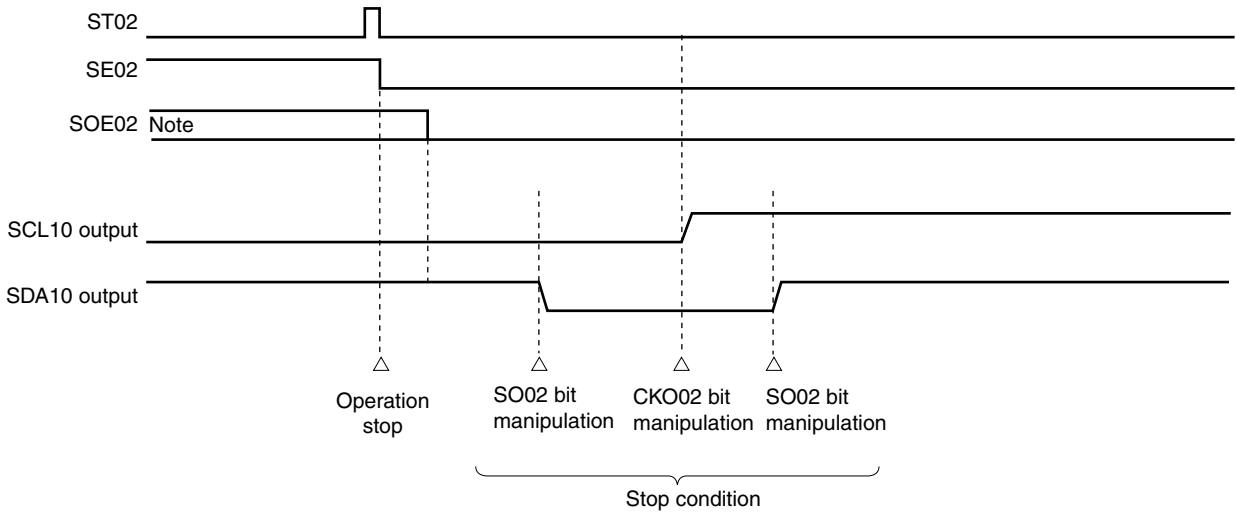 ST02
SE02
SOE02 Note
SCL10 output
SDA10 output
Operation
stop
SO02 bit
manipulation
CKO02 bit
manipulation
SO02 bit
manipulation
Stop condition